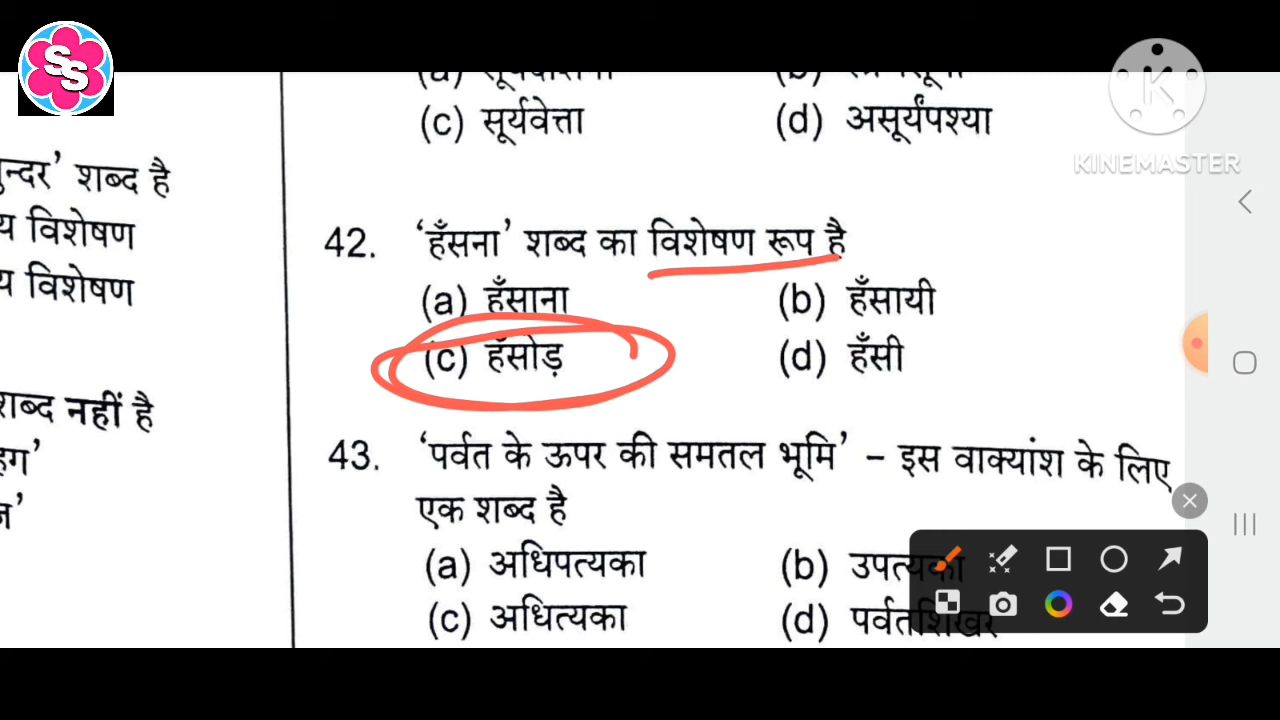 SS
KINEMASTER
(c) सूर्यवेत्ता
(d) असूर्यंपश्या
शब्द है
विशेषण
विशेषण
शब्द नहीं है
42. 'हँसना' शब्द का विशेषण रूप है
(a) हँसाना
(b) हँसायी
(c) हँसोड़
(d) हँसी
43. 'पर्वत के ऊपर की समतल भूमि' – इस वाक्यांश के लिए
एक शब्द है
(a) अधिपत्यका
(b) उपत्यका
(c) अधित्यका
(d) पर्वतशिखर